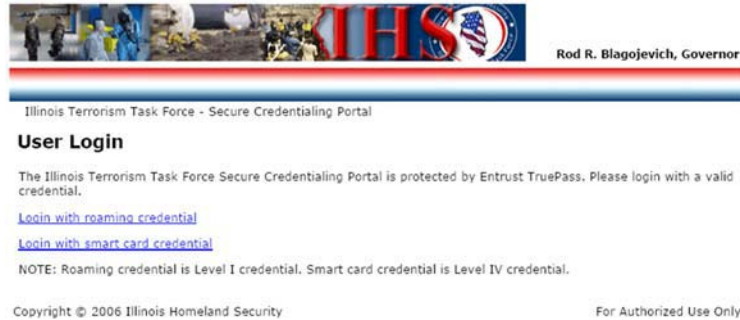 IHS
Rod R. Blagojevich, Governor
Illinois Terrorism Task Force - Secure Credentialing Portal
User Login
The Illinois Terrorism Task Force Secure Credentialing Portal is protected by Entrust TruePass. Please login with a valid
credential.
Login with roaming credential
Login with smart card credential
NOTE: Roaming credential is Level I credential. Smart card credential is Level IV credential.
Copyright © 2006 Illinois Homeland Security
For Authorized Use Only